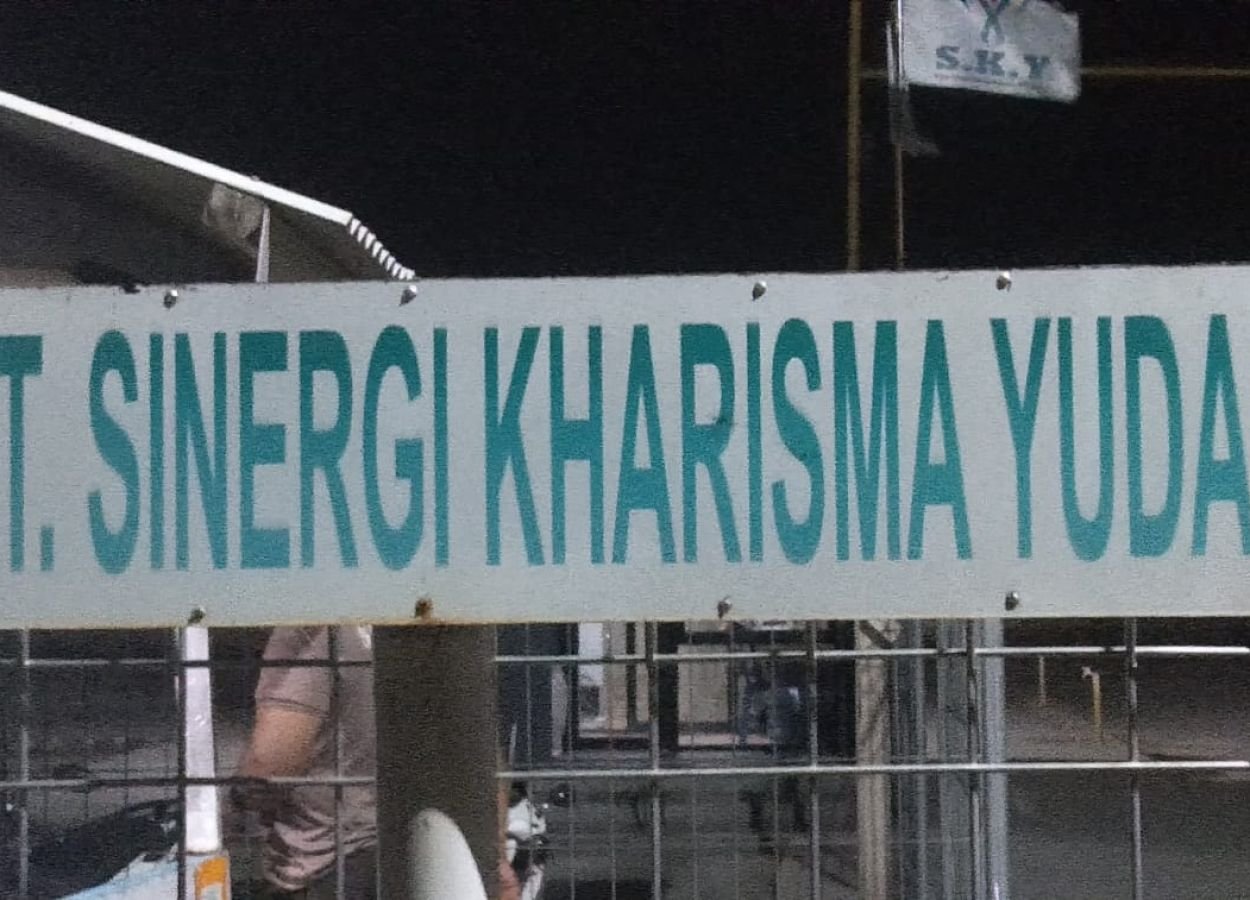 S.K.Y
T. SINERGI KHARISMA YUDA